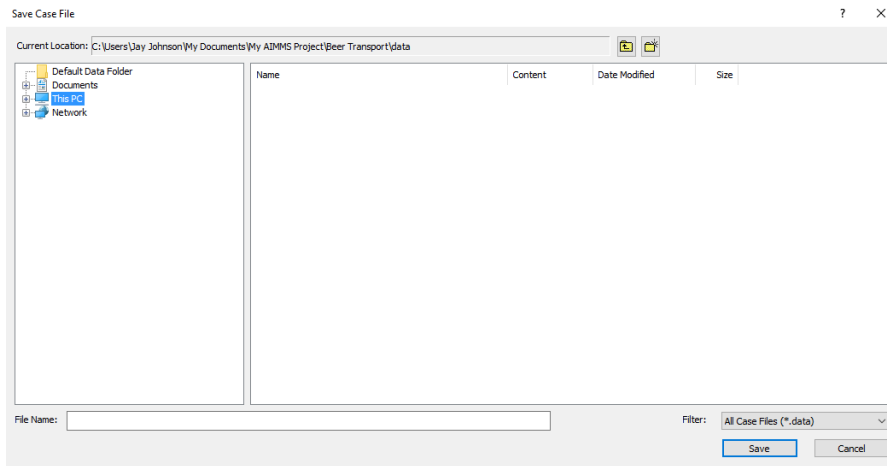 Save Case File
Current Location: C:\Users\Jay Johnson\My Documents\My AIMMS Project\Beer Transport\data
Default Data Folder
Documents
This PC
Network
Name Content Date Modified Size
File Name: Filter: All Case Files (*.data)
Save Cancel